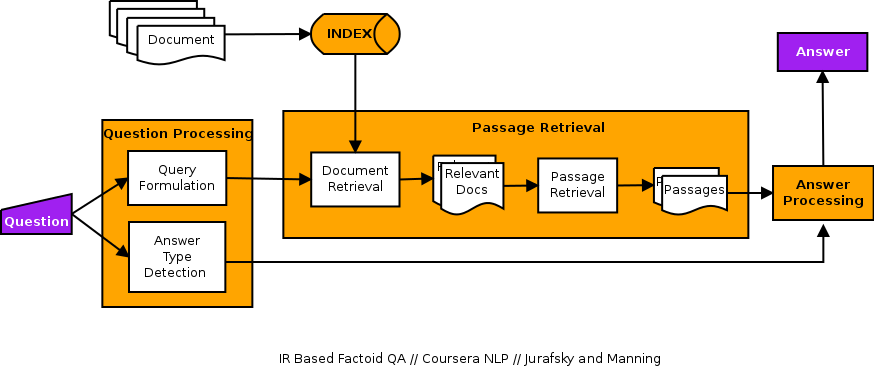 Document
INDEX
Answer
Question Processing
Passage Retrieval
Query
Formulation
Document
Retrieval
Relevant
Docs
Passage
Retrieval
Passages
Answer
Processing
Question
Answer
Type
Detection
IR Based Factoid QA // Coursera NLP // Jurafsky and Manning